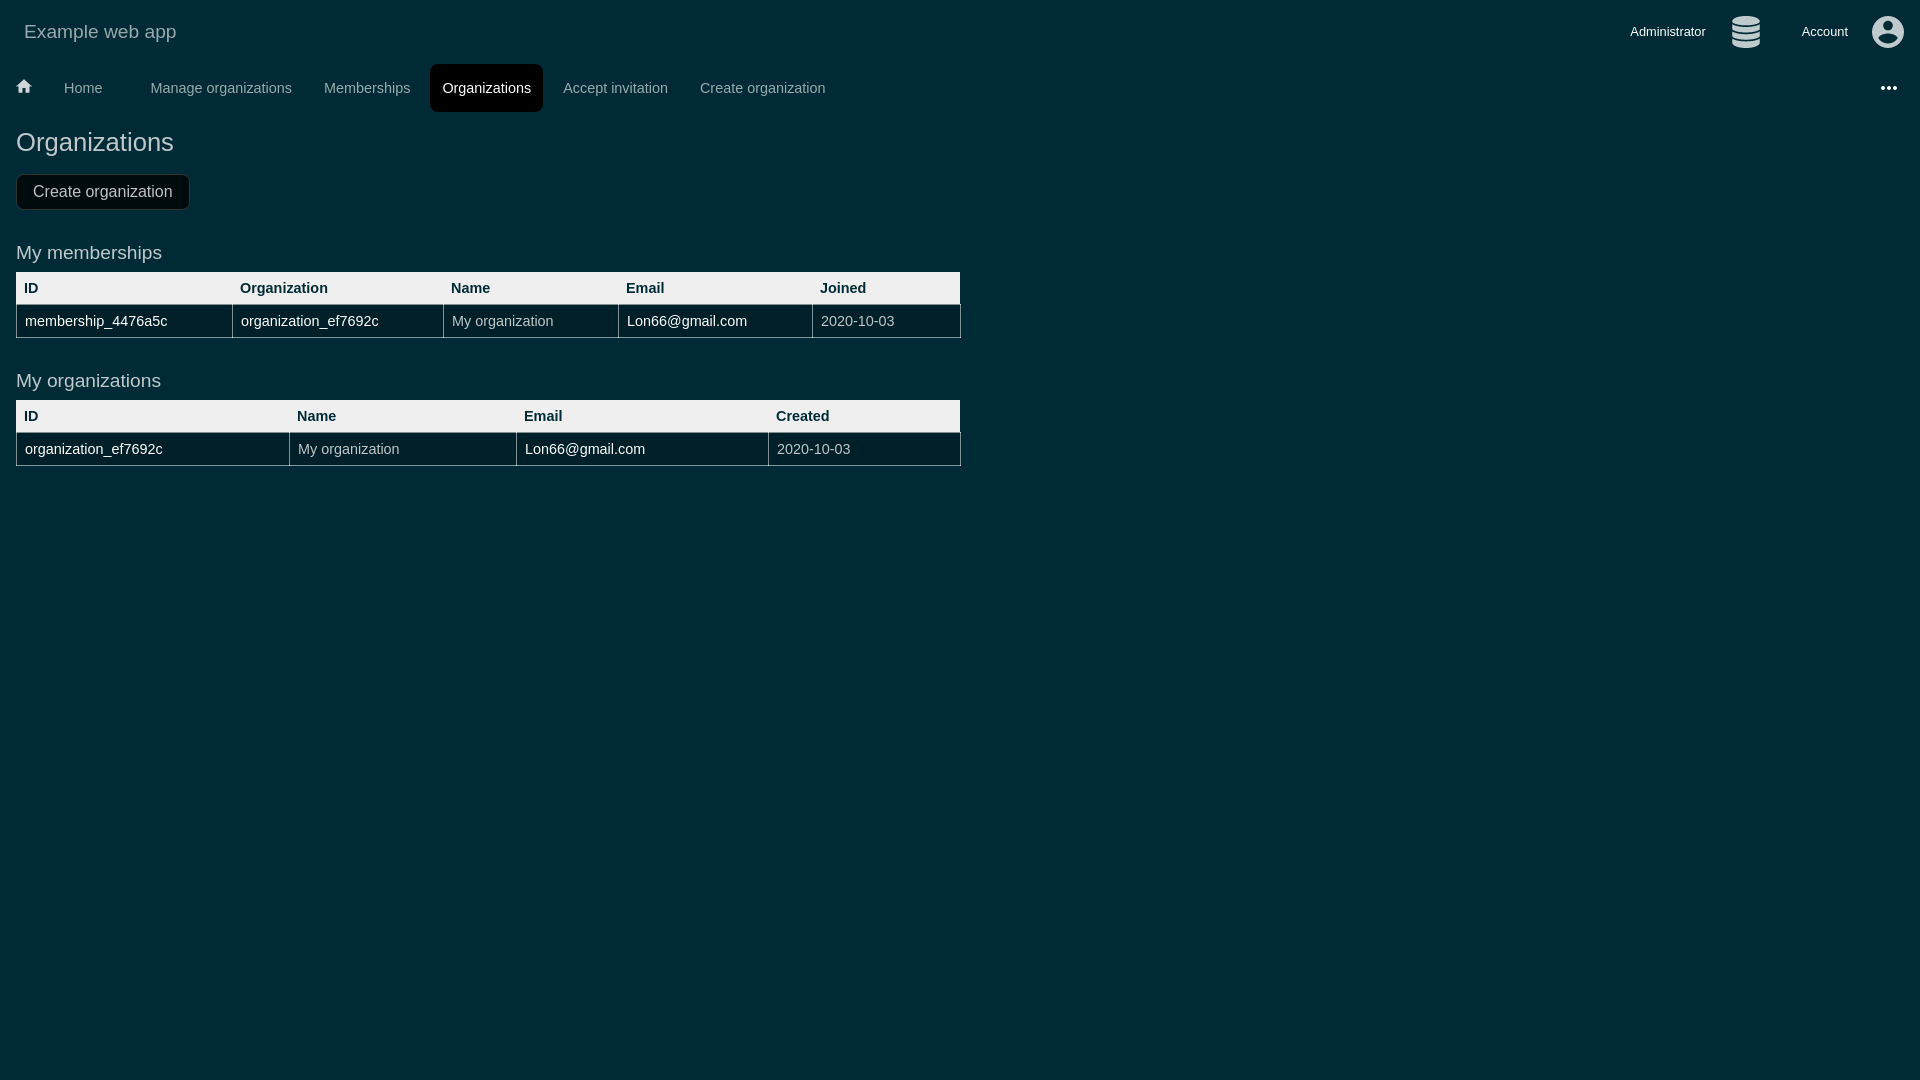 Example web app
Administrator
Account
Home
Manage organizations
Memberships
Organizations
Accept invitation
Create organization
Organizations
Create organization
My memberships
ID Organization Name Email Joined
membership_4476a5c organization_ef7692c My organization Lon66@gmail.com 2020-10-03
My organizations
ID Name Email Created
organization_ef7692c My organization Lon66@gmail.com 2020-10-03